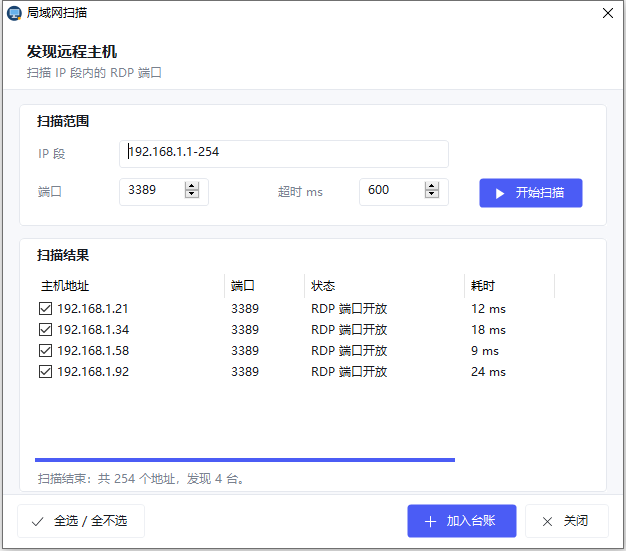 局域网扫描
发现远程主机
扫描 IP 段内的 RDP 端口
扫描范围
IP 段 192.168.1.1-254
端口 3389 超时 ms 600 开始扫描
扫描结果
主机地址 端口 状态 耗时
192.168.1.21 3389 RDP 端口开放 12 ms
192.168.1.34 3389 RDP 端口开放 18 ms
192.168.1.58 3389 RDP 端口开放 9 ms
192.168.1.92 3389 RDP 端口开放 24 ms
扫描结束：共 254 个地址，发现 4 台。
全选 / 全不选 加入台账 关闭